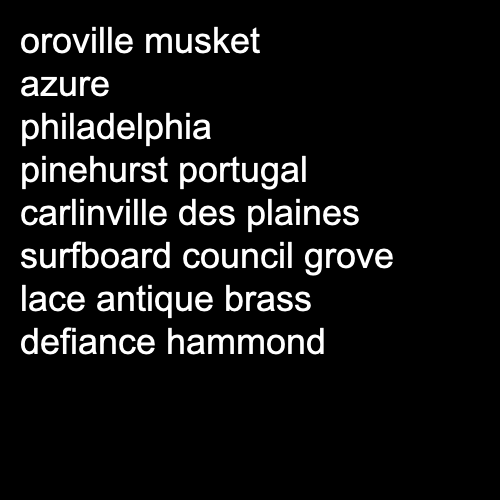 oroville musket
azure
philadelphia
pinehurst portugal
carlinville des plaines
surfboard council grove
lace antique brass
defiance hammond